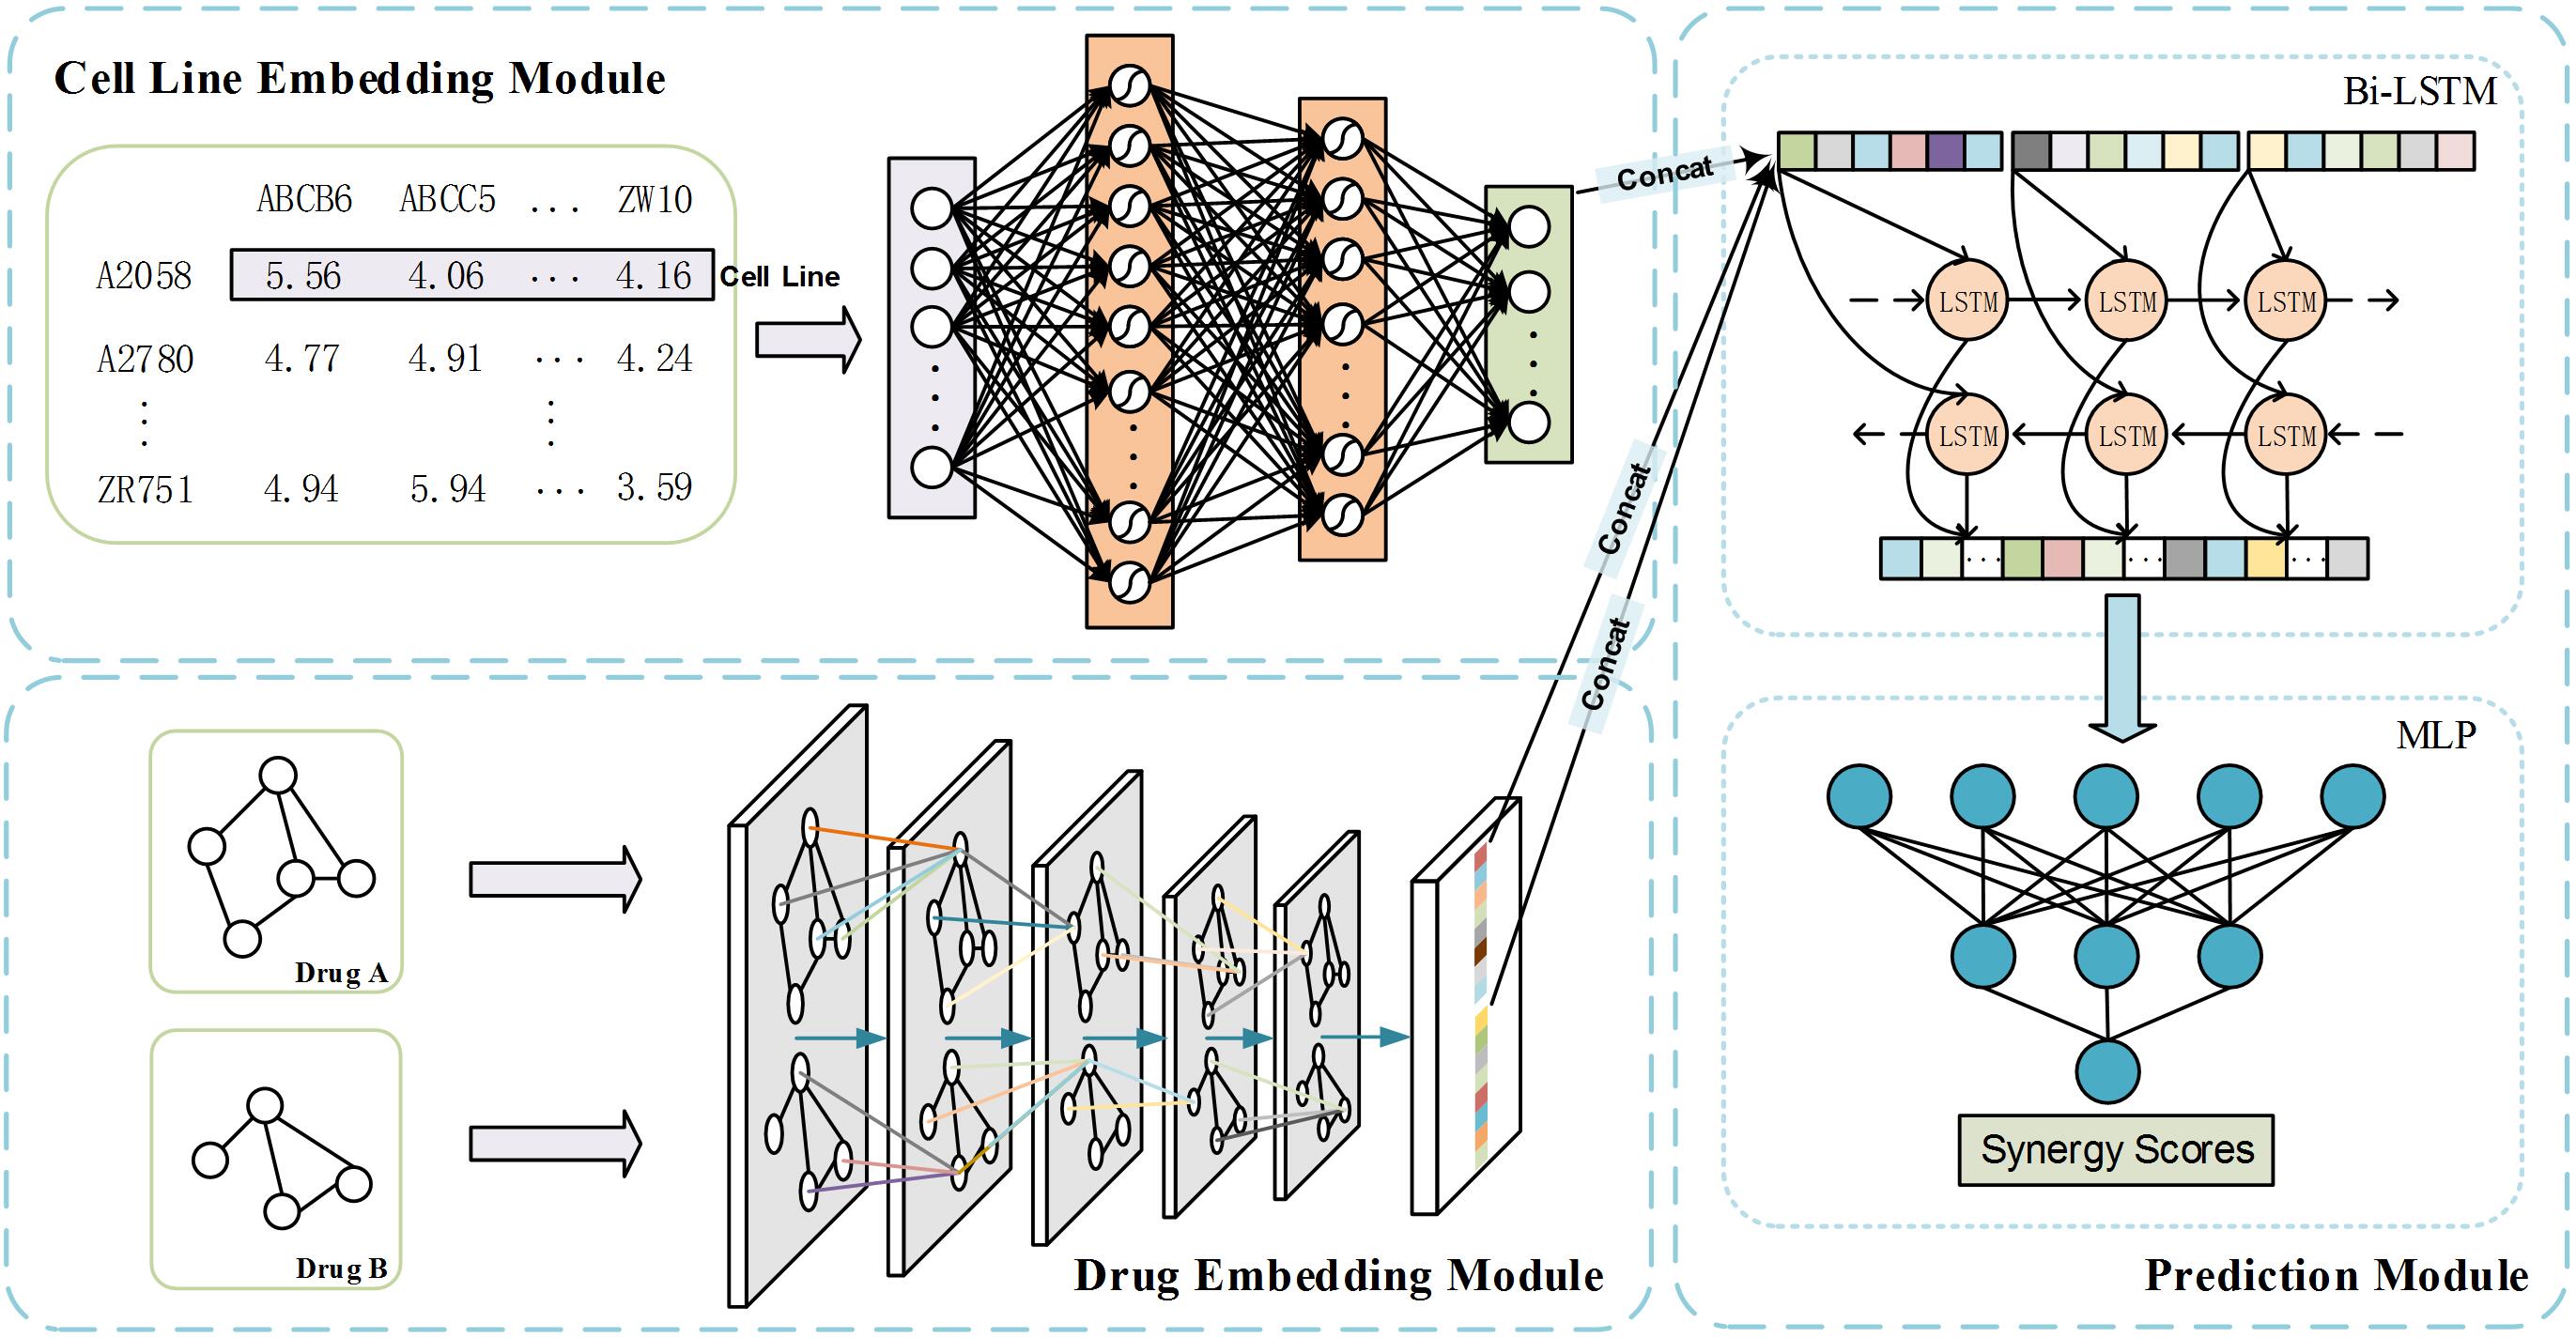 Cell Line Embedding Module
ABCB6 ABCC5 ... ZW10
A2058 5.56 4.06 ... 4.16
Cell Line
A2780 4.77 4.91 ... 4.24
ZR751 4.94 5.94 ... 3.59
Concat
Concat
Concat
Drug A
Drug B
Drug Embedding Module
Bi-LSTM
LSTM LSTM LSTM
LSTM LSTM LSTM
... ... ...
MLP
Synergy Scores
Prediction Module